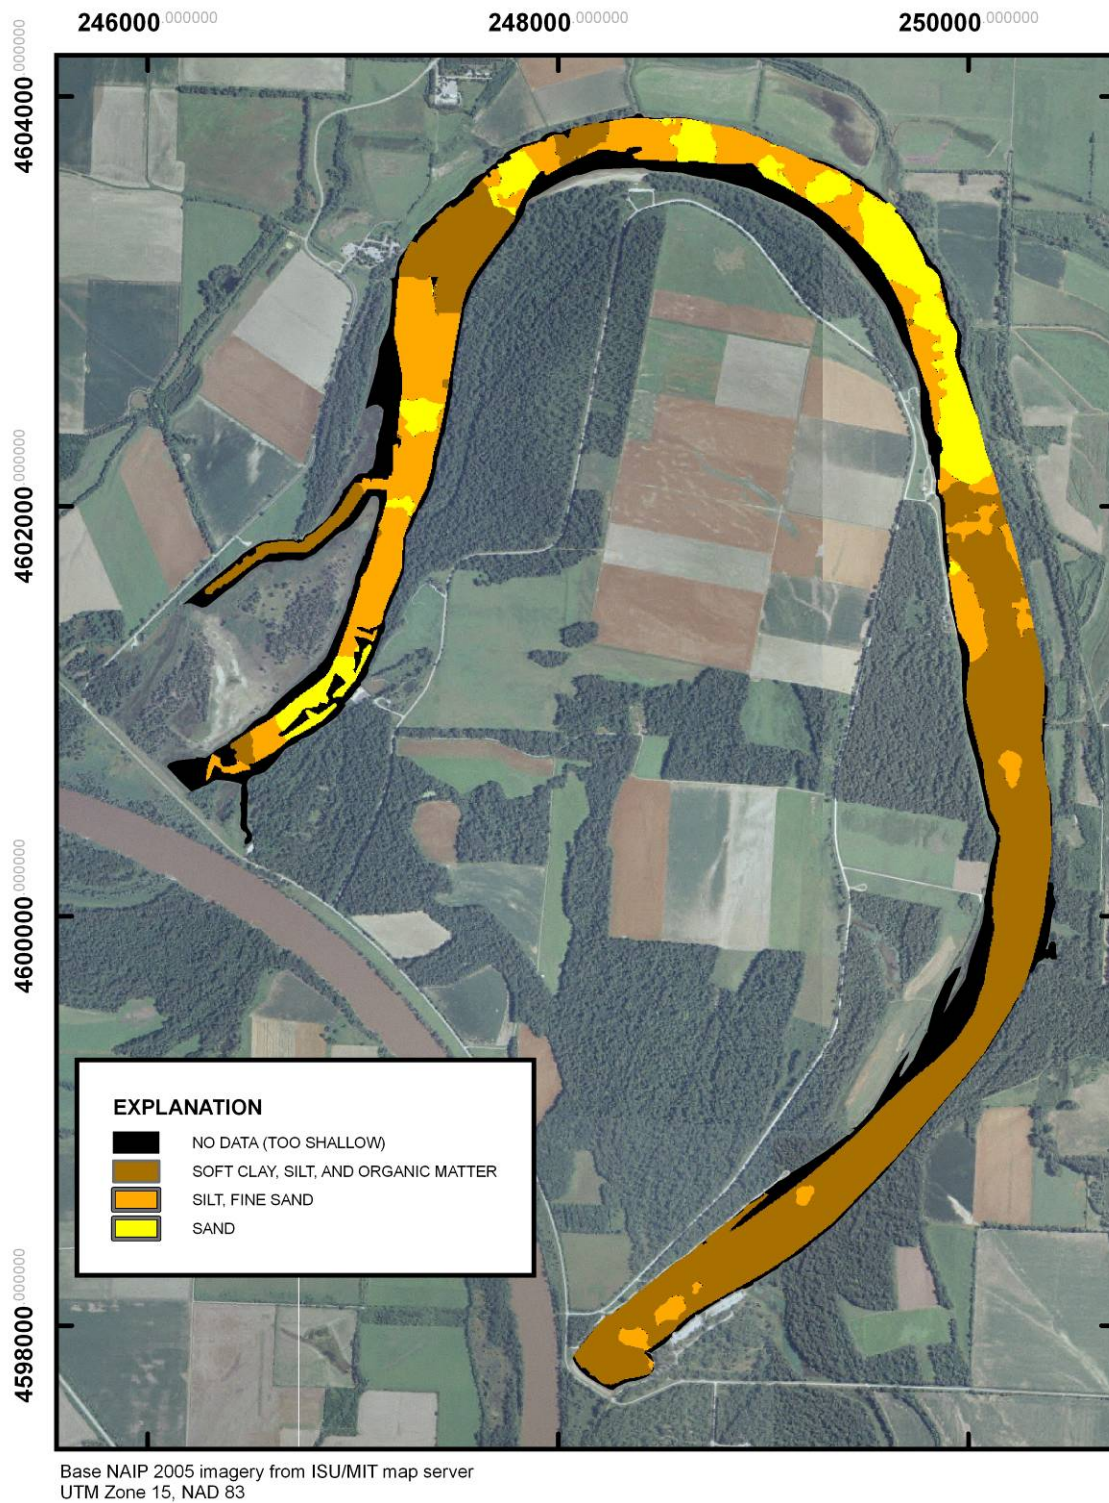 246000.000000 248000.000000 250000.000000
4604000.000000
4602000.000000
4600000.000000
4598000.000000
EXPLANATION
NO DATA (TOO SHALLOW)
SOFT CLAY, SILT, AND ORGANIC MATTER
SILT, FINE SAND
SAND
Base NAIP 2005 imagery from ISU/MIT map server
UTM Zone 15, NAD 83